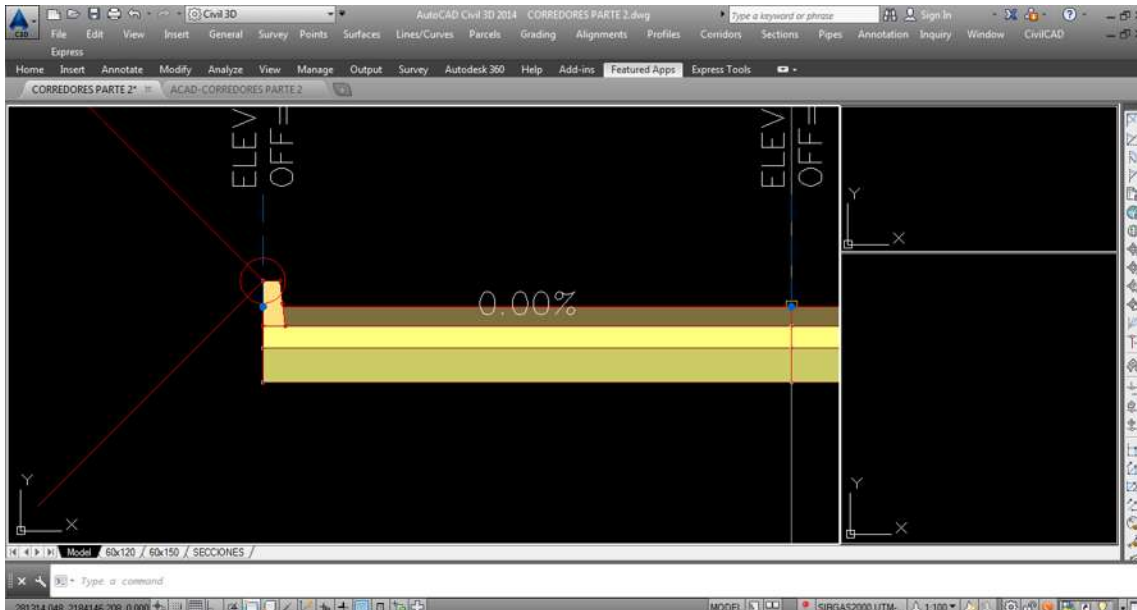 Civil 3D
AutoCAD Civil 3D 2014 CORREDORES PARTE 2.dwg
Type a keyword or phrase
Sign In
File Edit View Insert General Survey Points Surfaces Lines/Curves Parcels Grading Alignments Profiles Corridors Sections Pipes Annotation Inquiry Window CivilCAD
Express
Home Insert Annotate Modify Analyze View Manage Output Survey Autodesk 360 Help Add-ins Featured Apps Express Tools
CORREDORES PARTE 2*
ACAD-CORREDORES PARTE 2
ELEV
OFF=
ELEV
OFF=
0.00%
Y
X
Y
X
Y
X
Model 60x120 / 60x150 / SECCIONES /
Type a command
MODEL
SIRGAS2000.UTM-
1:100